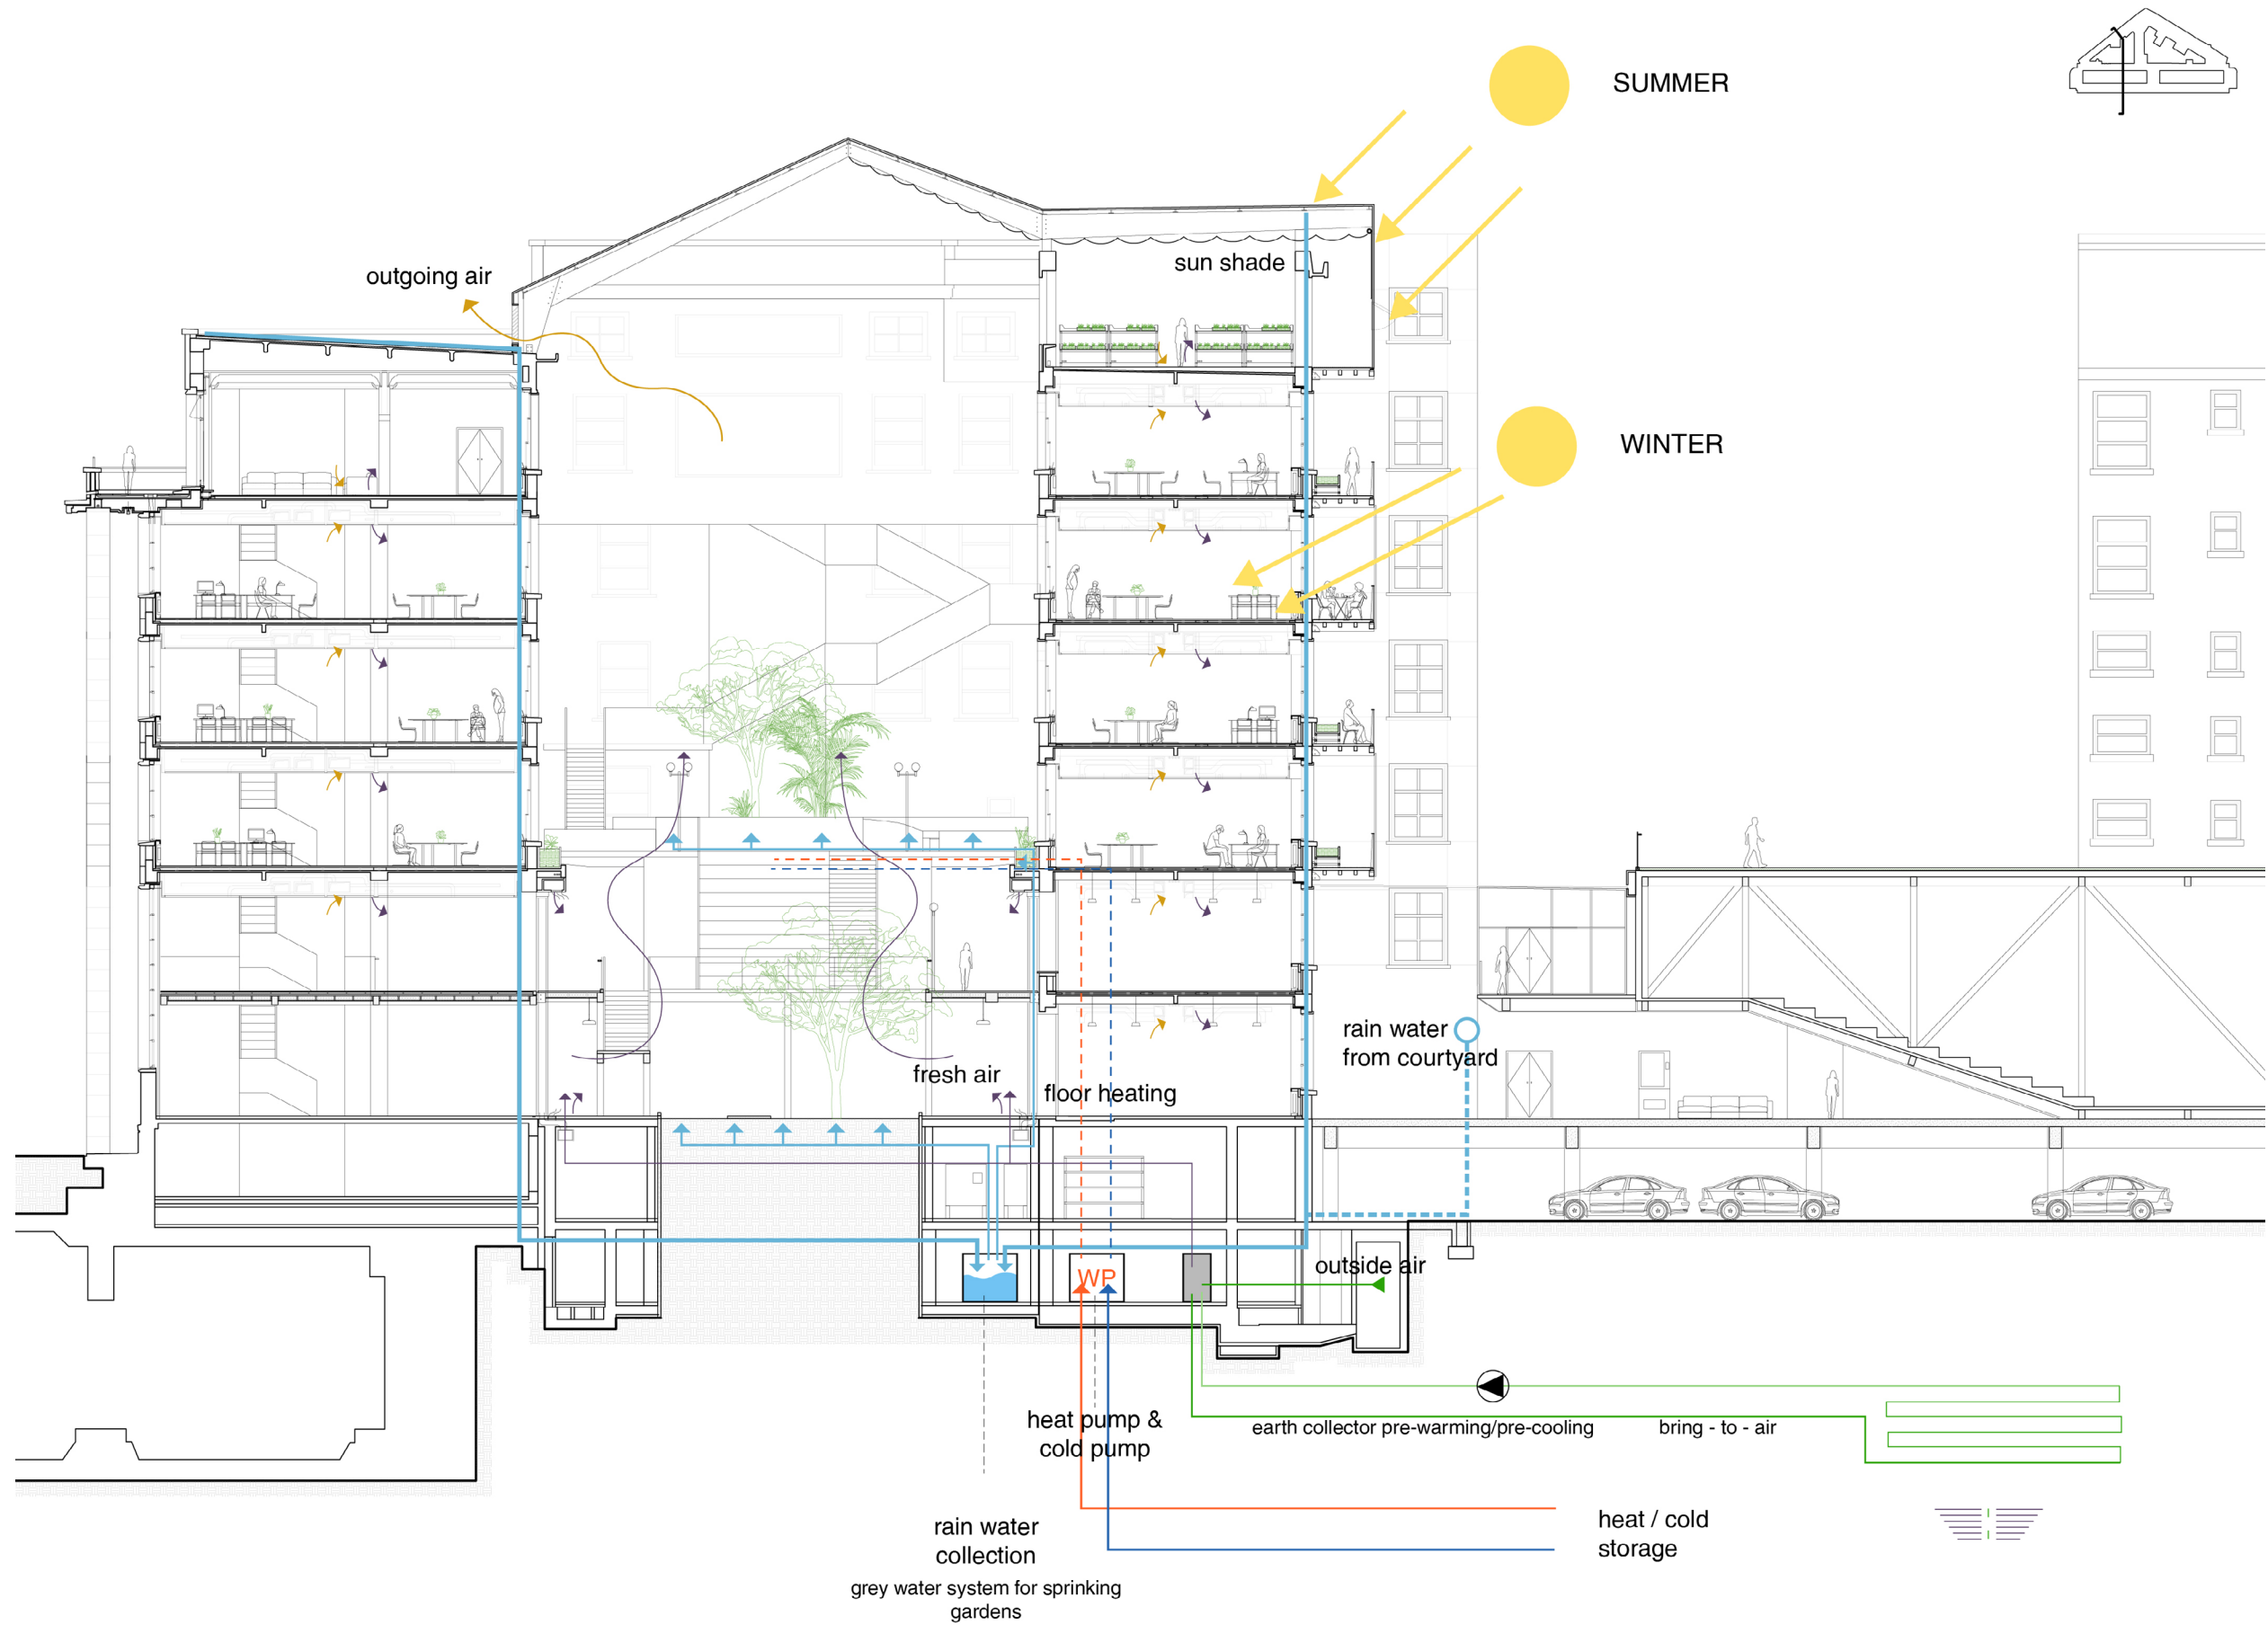 SUMMER
outgoing air
sun shade
WINTER
rain water
from courtyard
fresh air
floor heating
outside air
WP
heat pump &
cold pump
earth collector pre-warming/pre-cooling
bring - to - air
rain water
collection
heat / cold
storage
grey water system for sprinking
gardens